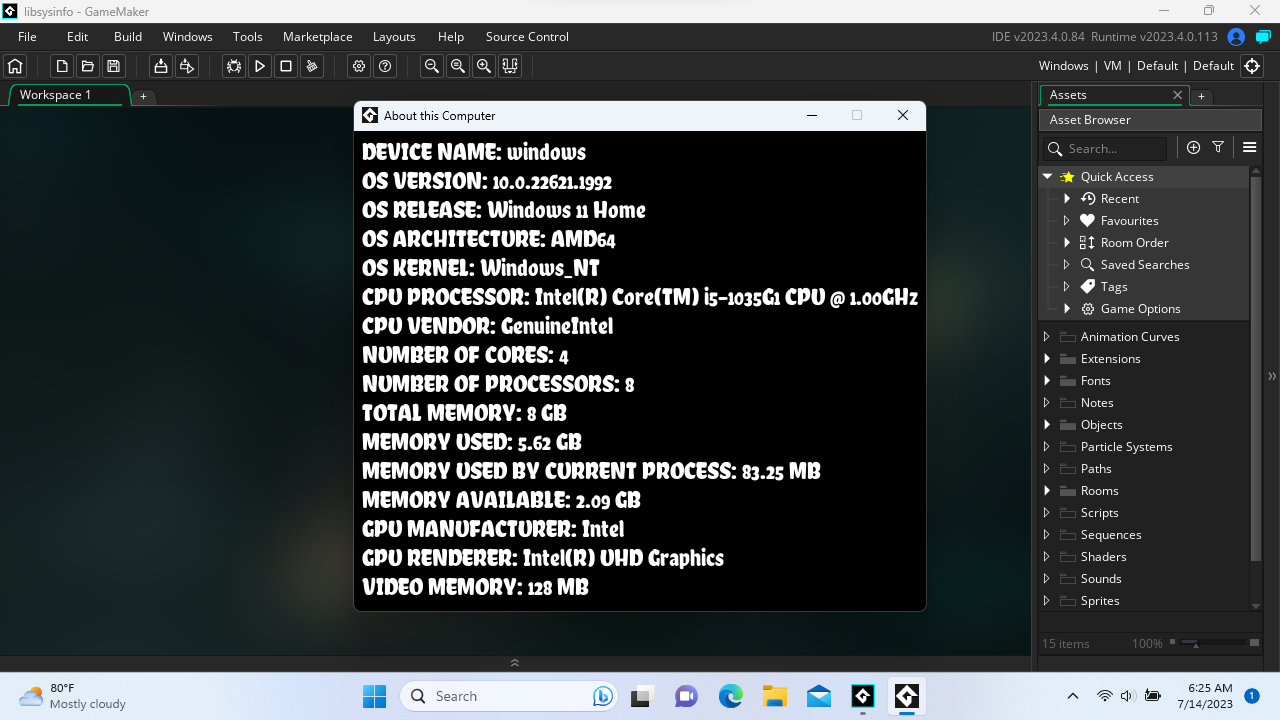 libsysinfo - GameMaker
File Edit Build Windows Tools Marketplace Layouts Help Source Control
IDE v2023.4.0.84 Runtime v2023.4.0.113
Windows | VM | Default | Default
Workspace 1
+
About this Computer
DEVICE NAME: windows
OS VERSION: 10.0.22621.1992
OS RELEASE: Windows 11 Home
OS ARCHITECTURE: AMD64
OS KERNEL: Windows_NT
CPU PROCESSOR: Intel(R) Core(TM) i5-1035G1 CPU @ 1.00GHz
CPU VENDOR: GenuineIntel
NUMBER OF CORES: 4
NUMBER OF PROCESSORS: 8
TOTAL MEMORY: 8 GB
MEMORY USED: 5.62 GB
MEMORY USED BY CURRENT PROCESS: 83.25 MB
MEMORY AVAILABLE: 2.09 GB
GPU MANUFACTURER: Intel
GPU RENDERER: Intel(R) UHD Graphics
VIDEO MEMORY: 128 MB
Assets
+
Asset Browser
Search...
Quick Access
Recent
Favourites
Room Order
Saved Searches
Tags
Game Options
Animation Curves
Extensions
Fonts
Notes
Objects
Particle Systems
Paths
Rooms
Scripts
Sequences
Shaders
Sounds
Sprites
15 items 100%
80°F
Mostly cloudy
Search
6:25 AM
7/14/2023
1